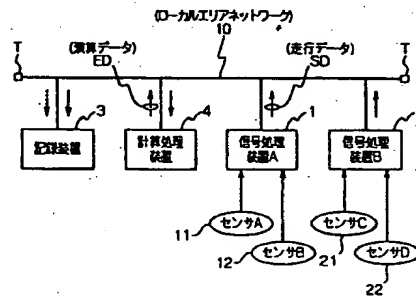 (ローカルエリアネットワーク)
10
T
T
(演算データ)
ED
(走行データ)
SD
3
記録装置
4
計算処理
装置
1
信号処理
装置A
信号処理
装置B
センサA
11
センサB
12
センサC
21
センサD
22